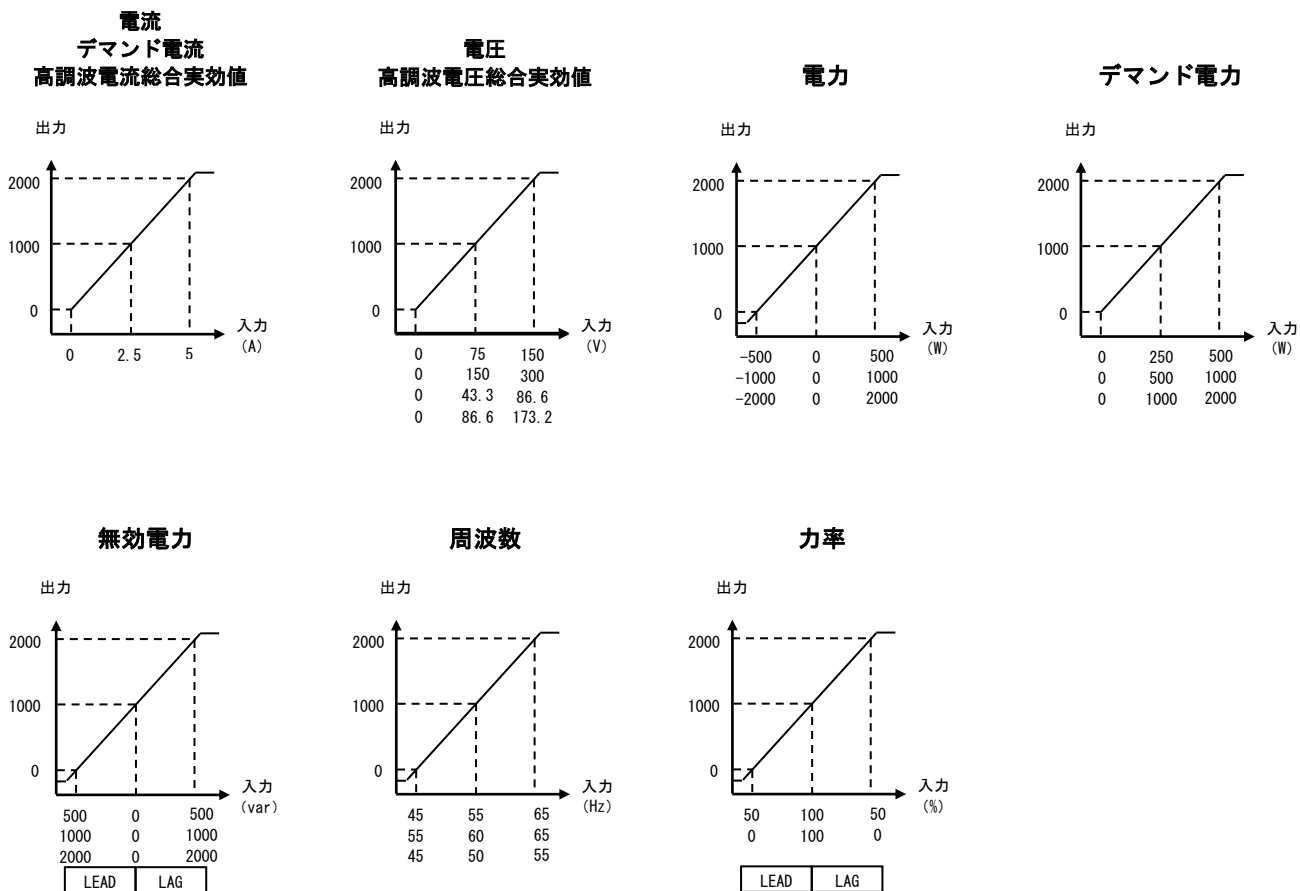 電流
デマンド電流
高調波電流総合実効値
出力
2000
1000
0
入力
(A)
0 2.5 5
電圧
高調波電圧総合実効値
出力
2000
1000
0
入力
(V)
0 75 150
0 150 300
0 43.3 86.6
0 86.6 173.2
電力
出力
2000
1000
0
入力
(W)
-500 0 500
-1000 0 1000
-2000 0 2000
デマンド電力
出力
2000
1000
0
入力
(W)
0 250 500
0 500 1000
0 1000 2000
無効電力
出力
2000
1000
0
入力
(var)
500 0 500
1000 0 1000
2000 0 2000
LEAD LAG
周波数
出力
2000
1000
0
入力
(Hz)
45 55 65
55 60 65
45 50 55
力率
出力
2000
1000
0
入力
(%)
50 100 50
0 100 0
LEAD LAG